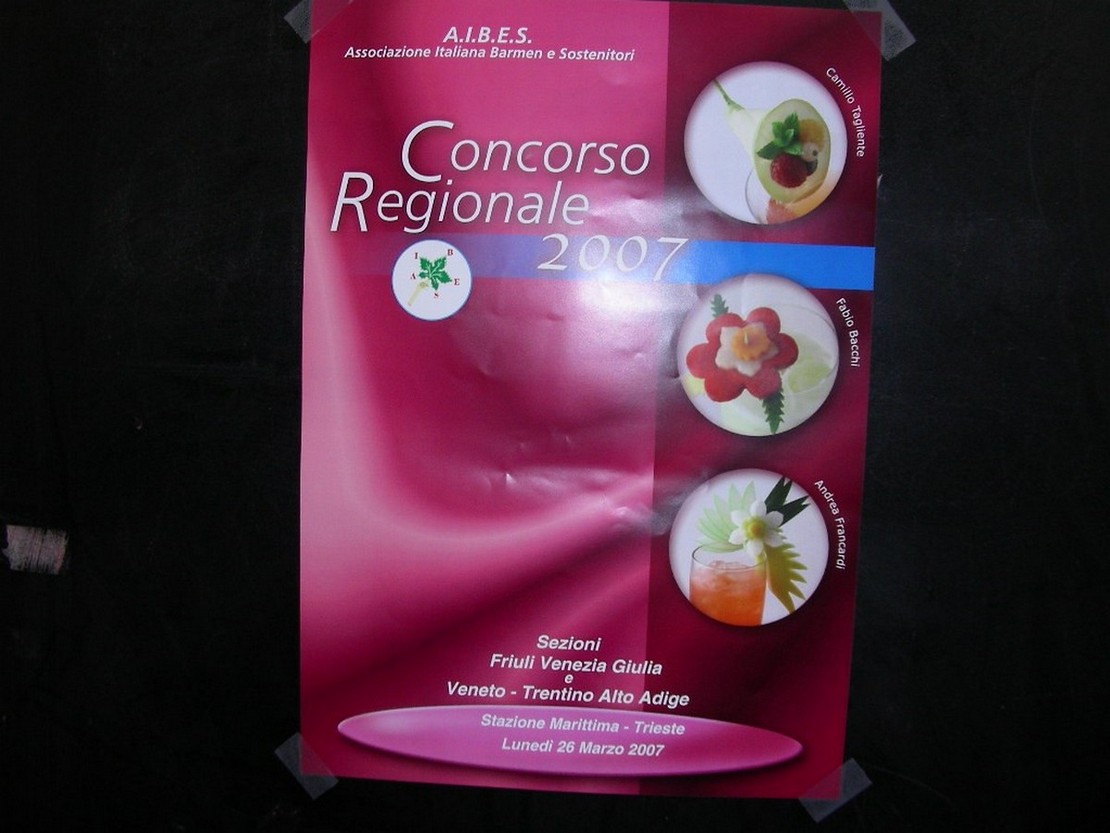 A.I.B.E.S.
Associazione Italiana Barmen e Sostenitori
Concorso
Regionale
2007
I B
A E
S
Camillo Tagliente
Fabio Bacchi
Andrea Francardi
Sezioni
Friuli Venezia Giulia
e
Veneto - Trentino Alto Adige
Stazione Marittima - Trieste
Lunedì 26 Marzo 2007